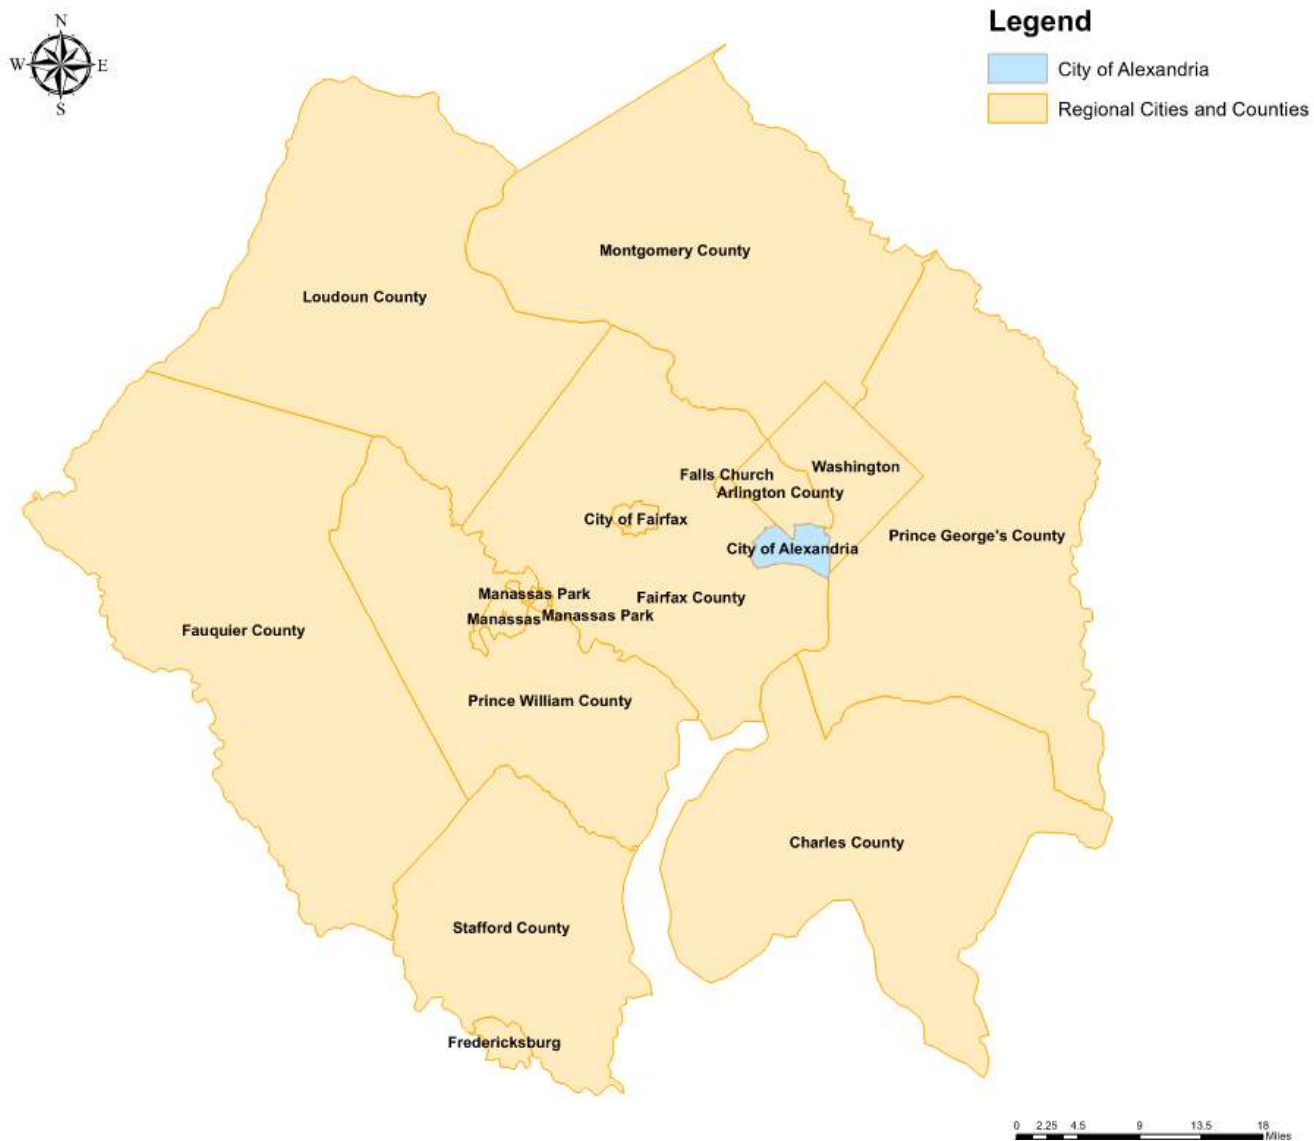 N
W E
S
Legend
City of Alexandria
Regional Cities and Counties
Montgomery County
Loudoun County
Washington
Falls Church
Arlington County
City of Fairfax
Prince George's County
City of Alexandria
Manassas Park
Fairfax County
Manassas
Manassas Park
Fauquier County
Prince William County
Charles County
Stafford County
Fredericksburg
0 2.25 4.5 9 13.5 18
Miles